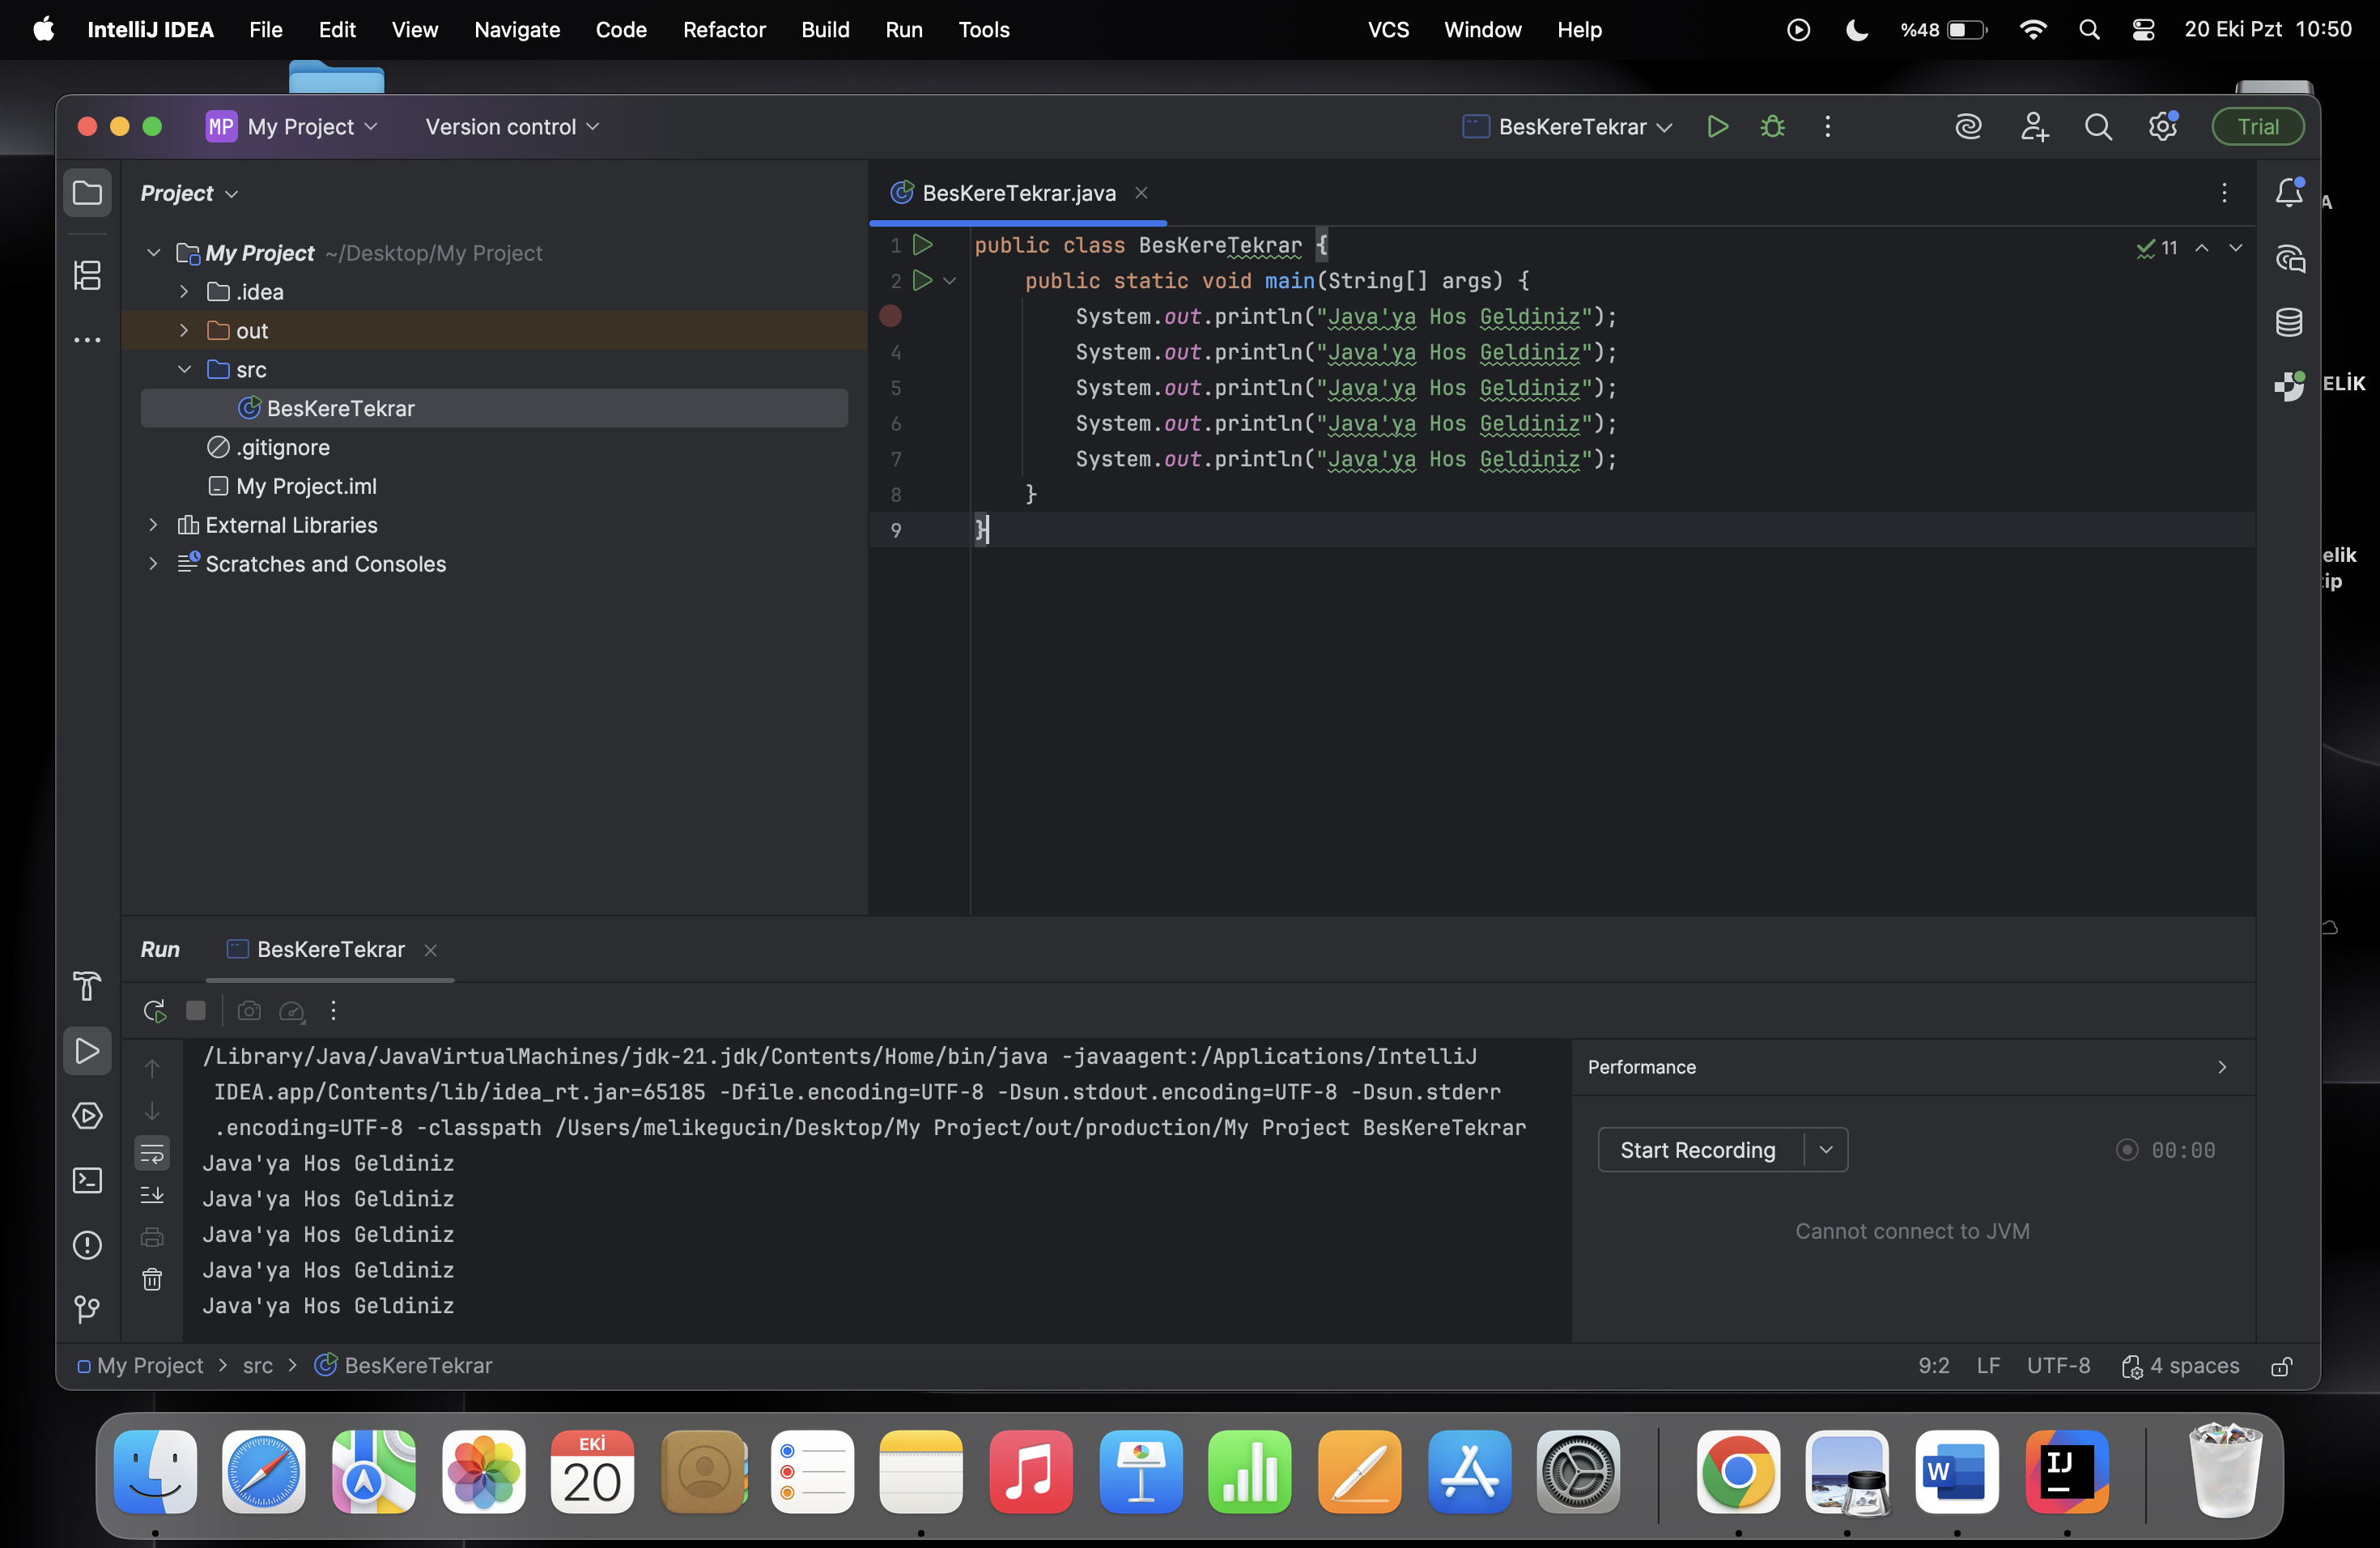 IntelliJ IDEA File Edit View Navigate Code Refactor Build Run Tools VCS Window Help %48 20 Eki Pzt 10:50
MP My Project Version control BesKereTekrar Trial
Project
BesKereTekrar.java
My Project ~/Desktop/My Project
.idea
out
src
BesKereTekrar
.gitignore
My Project.iml
External Libraries
Scratches and Consoles
1 public class BesKereTekrar {
2 public static void main(String[] args) {
System.out.println("Java'ya Hos Geldiniz");
4 System.out.println("Java'ya Hos Geldiniz");
5 System.out.println("Java'ya Hos Geldiniz");
6 System.out.println("Java'ya Hos Geldiniz");
7 System.out.println("Java'ya Hos Geldiniz");
8 }
9 }
11
A
ELİK
elik
ip
Run BesKereTekrar
/Library/Java/JavaVirtualMachines/jdk-21.jdk/Contents/Home/bin/java -javaagent:/Applications/IntelliJ
IDEA.app/Contents/lib/idea_rt.jar=65185 -Dfile.encoding=UTF-8 -Dsun.stdout.encoding=UTF-8 -Dsun.stderr
.encoding=UTF-8 -classpath /Users/melikegucin/Desktop/My Project/out/production/My Project BesKereTekrar
Java'ya Hos Geldiniz
Java'ya Hos Geldiniz
Java'ya Hos Geldiniz
Java'ya Hos Geldiniz
Java'ya Hos Geldiniz
Performance
Start Recording 00:00
Cannot connect to JVM
My Project > src > BesKereTekrar 9:2 LF UTF-8 4 spaces
EKİ
20
W
IJ